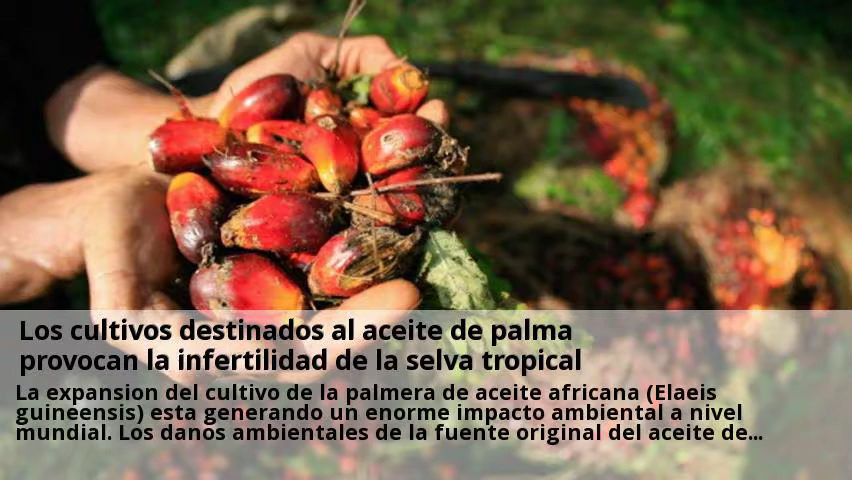 Los cultivos destinados al aceite de palma
provocan la infertilidad de la selva tropical
La expansion del cultivo de la palmera de aceite africana (Elaeis
guineensis) esta generando un enorme impacto ambiental a nivel
mundial. Los danos ambientales de la fuente original del aceite de...